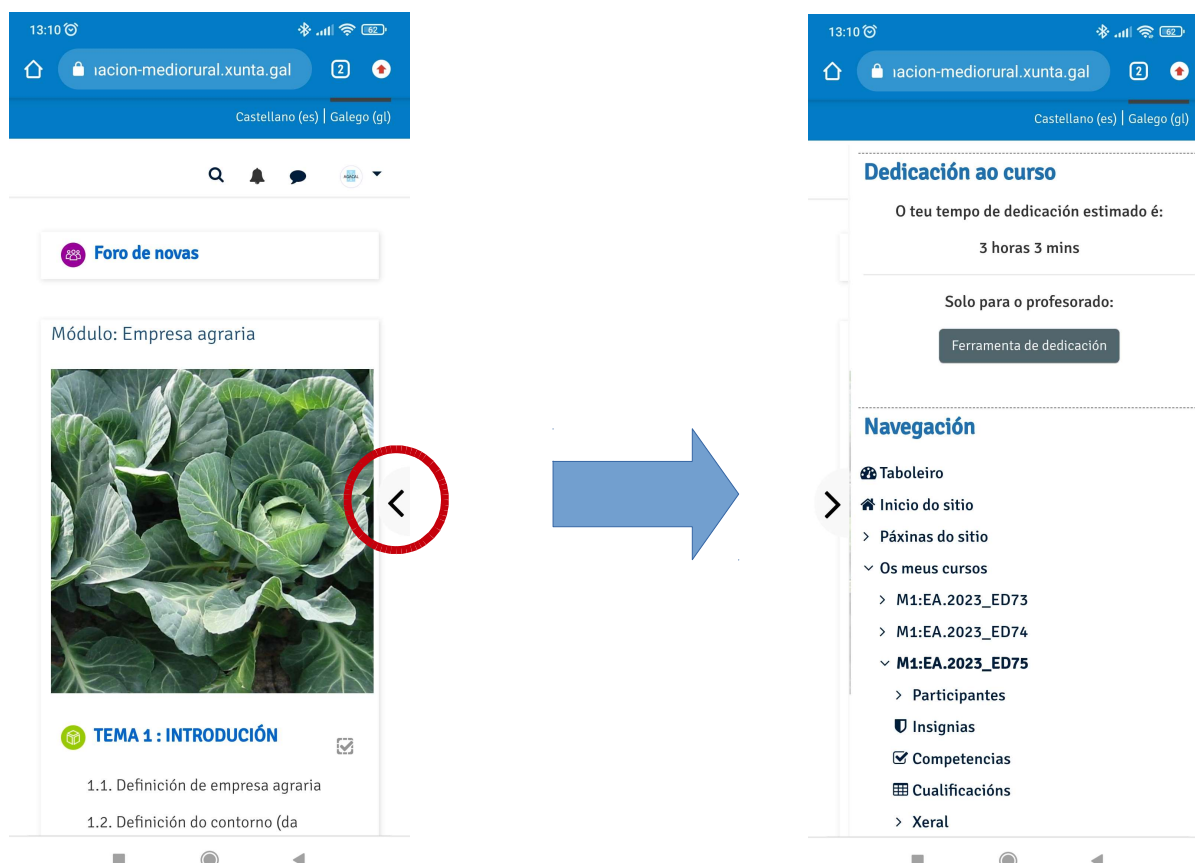 13:10
62
nacion-mediorural.xunta.gal
2
Castellano (es) | Galego (gl)
Foro de novas
Módulo: Empresa agraria
TEMA 1 : INTRODUCIÓN
1.1. Definición de empresa agraria
1.2. Definición do contorno (da
13:10
62
nacion-mediorural.xunta.gal
2
Castellano (es) | Galego (gl)
Dedicación ao curso
O teu tempo de dedicación estimado é:
3 horas 3 mins
Solo para o profesorado:
Ferramenta de dedicación
Navegación
Taboleiro
Inicio do sitio
Páxinas do sitio
Os meus cursos
M1:EA.2023_ED73
M1:EA.2023_ED74
M1:EA.2023_ED75
Participantes
Insignias
Competencias
Cualificacións
Xeral